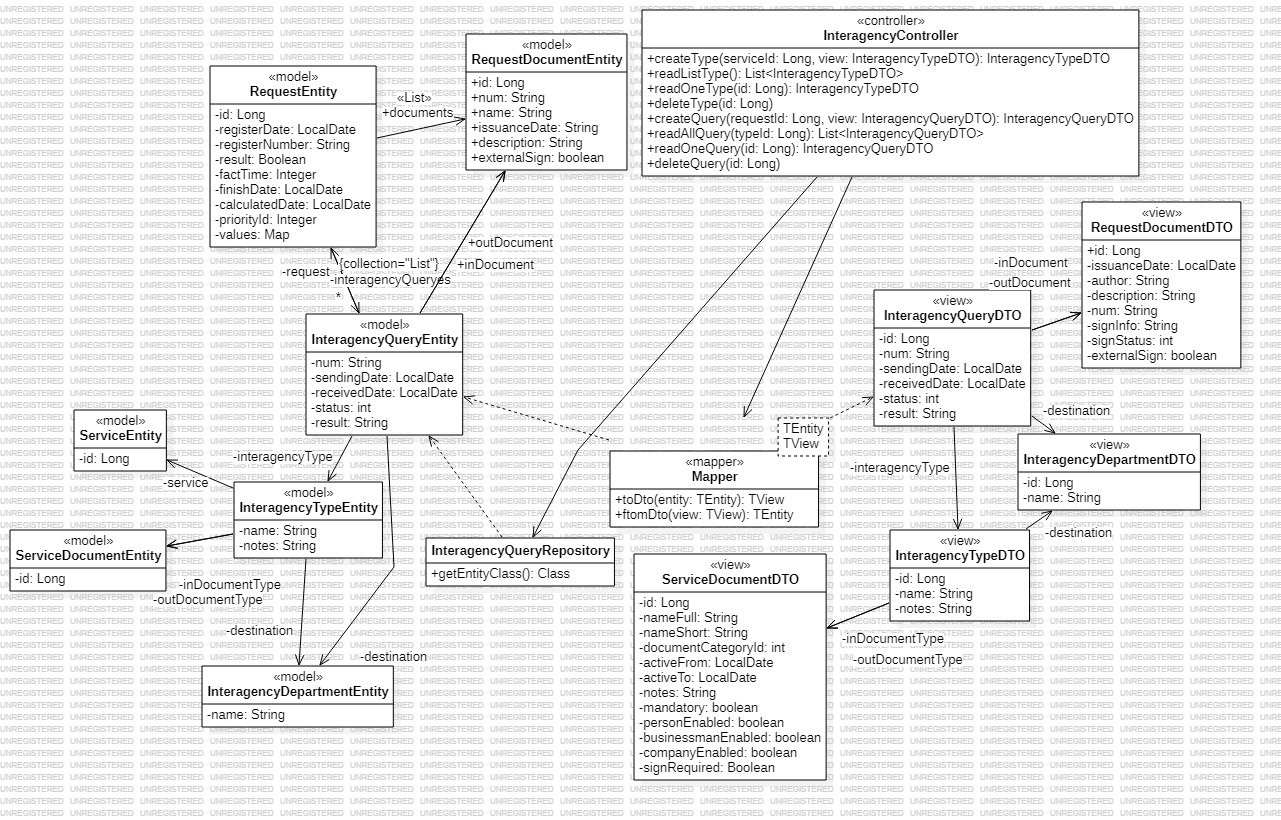 «controller»
InteragencyController
+createType(serviceId: Long, view: InteragencyTypeDTO): InteragencyTypeDTO
+readListType(): List<InteragencyTypeDTO>
+readOneType(id: Long): InteragencyTypeDTO
+deleteType(id: Long)
+createQuery(requestId: Long, view: InteragencyQueryDTO): InteragencyQueryDTO
+readAllQuery(typeId: Long): List<InteragencyQueryDTO>
+readOneQuery(id: Long): InteragencyQueryDTO
+deleteQuery(id: Long)
«model»
RequestDocumentEntity
+id: Long
+num: String
+name: String
+issuanceDate: String
+description: String
+externalSign: boolean
«model»
RequestEntity
-id: Long
-registerDate: LocalDate
-registerNumber: String
-result: Boolean
-factTime: Integer
-finishDate: LocalDate
-calculatedDate: LocalDate
-priorityId: Integer
-values: Map
«List»
+documents
+outDocument
+inDocument
-request
{collection="List"}
-interagencyQueryes
*
«model»
InteragencyQueryEntity
-num: String
-sendingDate: LocalDate
-receivedDate: LocalDate
-status: int
-result: String
«view»
RequestDocumentDTO
+id: Long
-issuanceDate: LocalDate
-author: String
-description: String
-num: String
-signInfo: String
-signStatus: int
-externalSign: boolean
-inDocument
-outDocument
«view»
InteragencyQueryDTO
-id: Long
-num: String
-sendingDate: LocalDate
-receivedDate: LocalDate
-status: int
-result: String
«model»
ServiceEntity
-id: Long
-interagencyType
-service
«model»
InteragencyTypeEntity
-name: String
-notes: String
«model»
ServiceDocumentEntity
-id: Long
-inDocumentType
-outDocumentType
-destination
-destination
«model»
InteragencyDepartmentEntity
-name: String
InteragencyQueryRepository
+getEntityClass(): Class
TEntity
TView
«mapper»
Mapper
+toDto(entity: TEntity): TView
+ftomDto(view: TView): TEntity
-destination
«view»
InteragencyDepartmentDTO
-id: Long
-name: String
-interagencyType
-destination
«view»
InteragencyTypeDTO
-id: Long
-name: String
-notes: String
-inDocumentType
-outDocumentType
«view»
ServiceDocumentDTO
-id: Long
-nameFull: String
-nameShort: String
-documentCategoryId: int
-activeFrom: LocalDate
-activeTo: LocalDate
-notes: String
-mandatory: boolean
-personEnabled: boolean
-businessmanEnabled: boolean
-companyEnabled: boolean
-signRequired: Boolean
UNREGISTERED